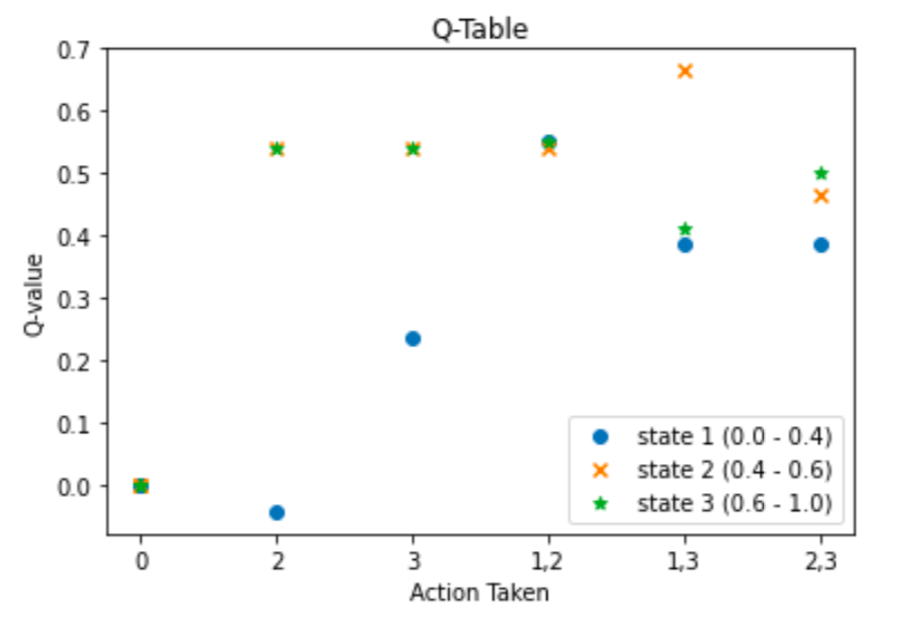 Q-Table
0.7
0.6
0.5
0.4
0.3
0.2
0.1
0.0
Q-value
state 1 (0.0 - 0.4)
state 2 (0.4 - 0.6)
state 3 (0.6 - 1.0)
0 2 3 1,2 1,3 2,3
Action Taken